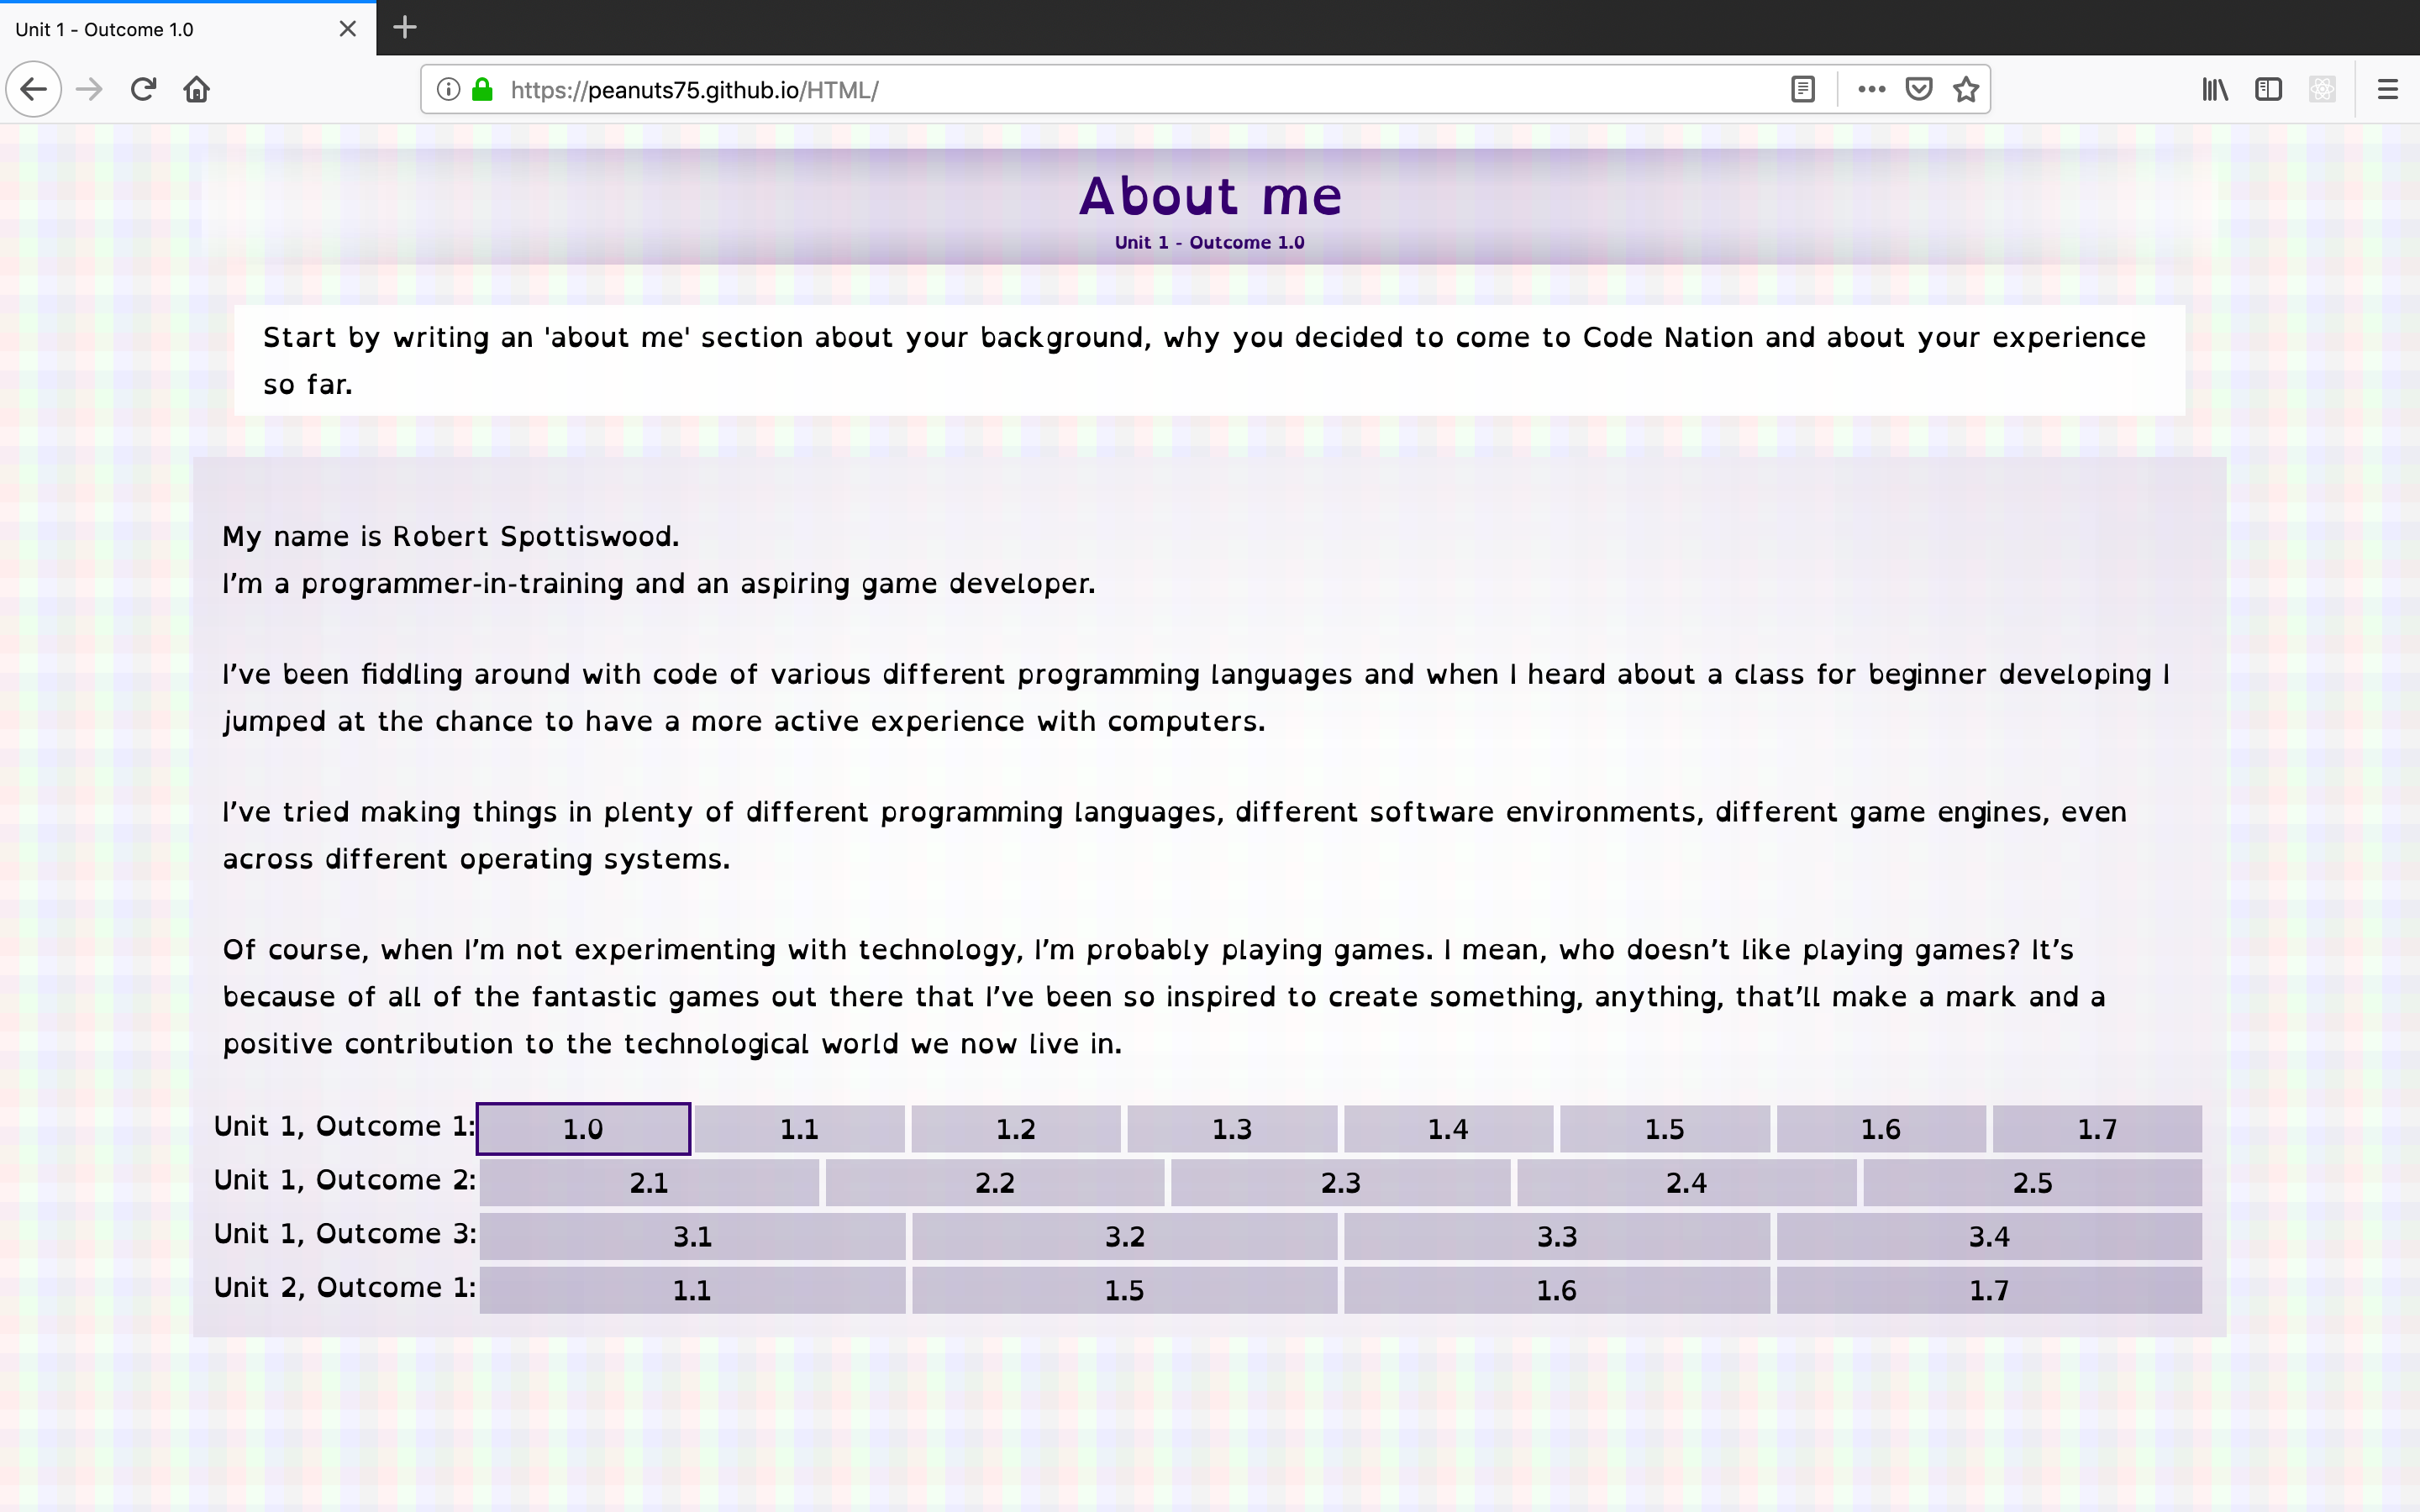 Unit 1 - Outcome 1.0
https://peanuts75.github.io/HTML/
About me
Unit 1 - Outcome 1.0
Start by writing an 'about me' section about your background, why you decided to come to Code Nation and about your experience
so far.
My name is Robert Spottiswood.
I’m a programmer-in-training and an aspiring game developer.
I’ve been fiddling around with code of various different programming languages and when I heard about a class for beginner developing I
jumped at the chance to have a more active experience with computers.
I’ve tried making things in plenty of different programming languages, different software environments, different game engines, even
across different operating systems.
Of course, when I’m not experimenting with technology, I’m probably playing games. I mean, who doesn’t like playing games? It’s
because of all of the fantastic games out there that I’ve been so inspired to create something, anything, that’ll make a mark and a
positive contribution to the technological world we now live in.
Unit 1, Outcome 1: 1.0 1.1 1.2 1.3 1.4 1.5 1.6 1.7
Unit 1, Outcome 2: 2.1 2.2 2.3 2.4 2.5
Unit 1, Outcome 3: 3.1 3.2 3.3 3.4
Unit 2, Outcome 1: 1.1 1.5 1.6 1.7